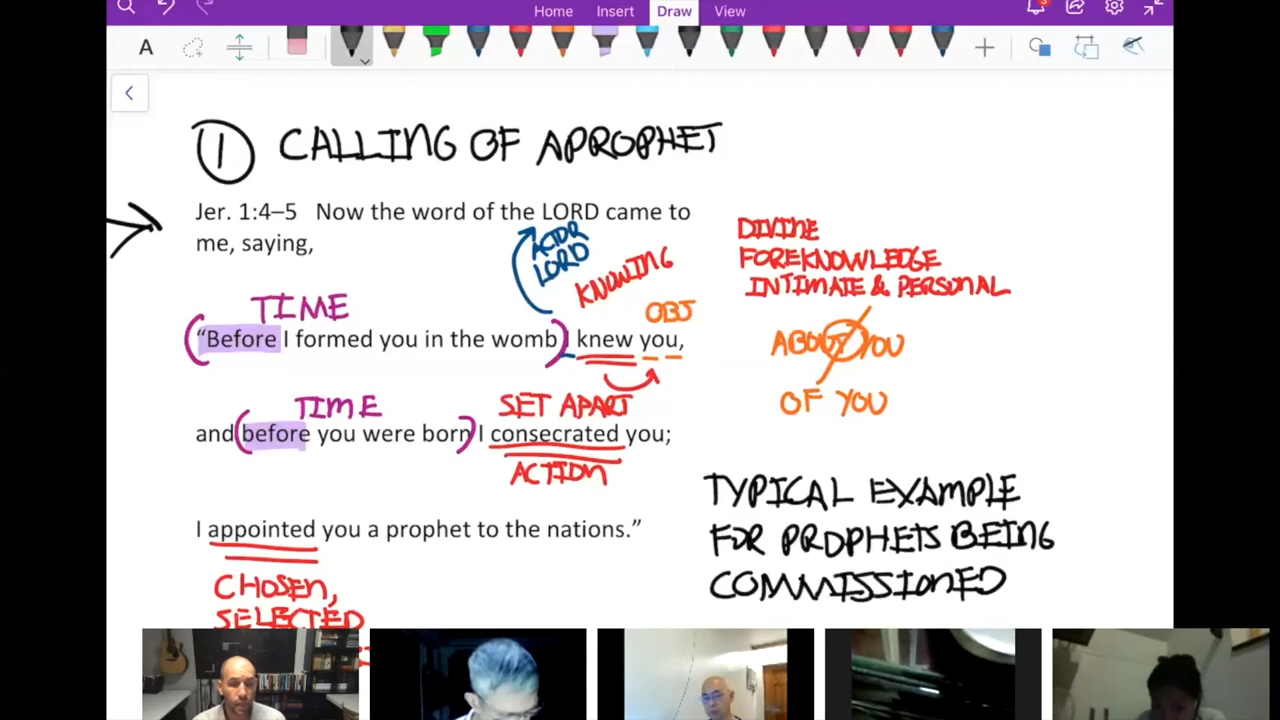 Home Insert Draw View
A
① CALLING OF A PROPHET
Jer. 1:4–5 Now the word of the LORD came to
me, saying,
ACTOR
LORD
KNOWING
DIVINE
FOREKNOWLEDGE
INTIMATE & PERSONAL
TIME
OBJ
“Before I formed you in the womb I knew you,
ABOUT YOU
OF YOU
TIME
SET APART
and before you were born I consecrated you;
ACTION
TYPICAL EXAMPLE
FOR PROPHETS BEING
COMMISSIONED
I appointed you a prophet to the nations.”
CHOSEN,
SELECTED